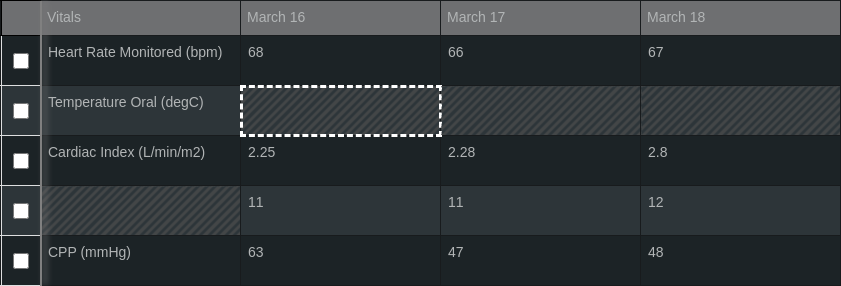 Vitals March 16 March 17 March 18
Heart Rate Monitored (bpm) 68 66 67
Temperature Oral (degC)
Cardiac Index (L/min/m2) 2.25 2.28 2.8
11 11 12
CPP (mmHg) 63 47 48